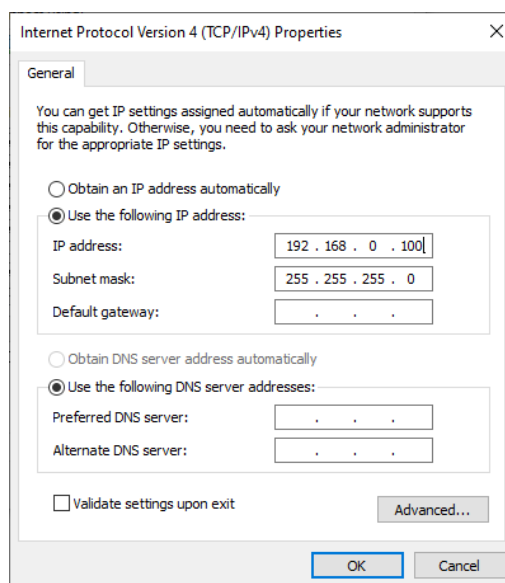 Internet Protocol Version 4 (TCP/IPv4) Properties
General
You can get IP settings assigned automatically if your network supports
this capability. Otherwise, you need to ask your network administrator
for the appropriate IP settings.
Obtain an IP address automatically
Use the following IP address:
IP address: 192 . 168 . 0 . 100
Subnet mask: 255 . 255 . 255 . 0
Default gateway: . . .
Obtain DNS server address automatically
Use the following DNS server addresses:
Preferred DNS server: . . .
Alternate DNS server: . . .
Validate settings upon exit
Advanced...
OK Cancel